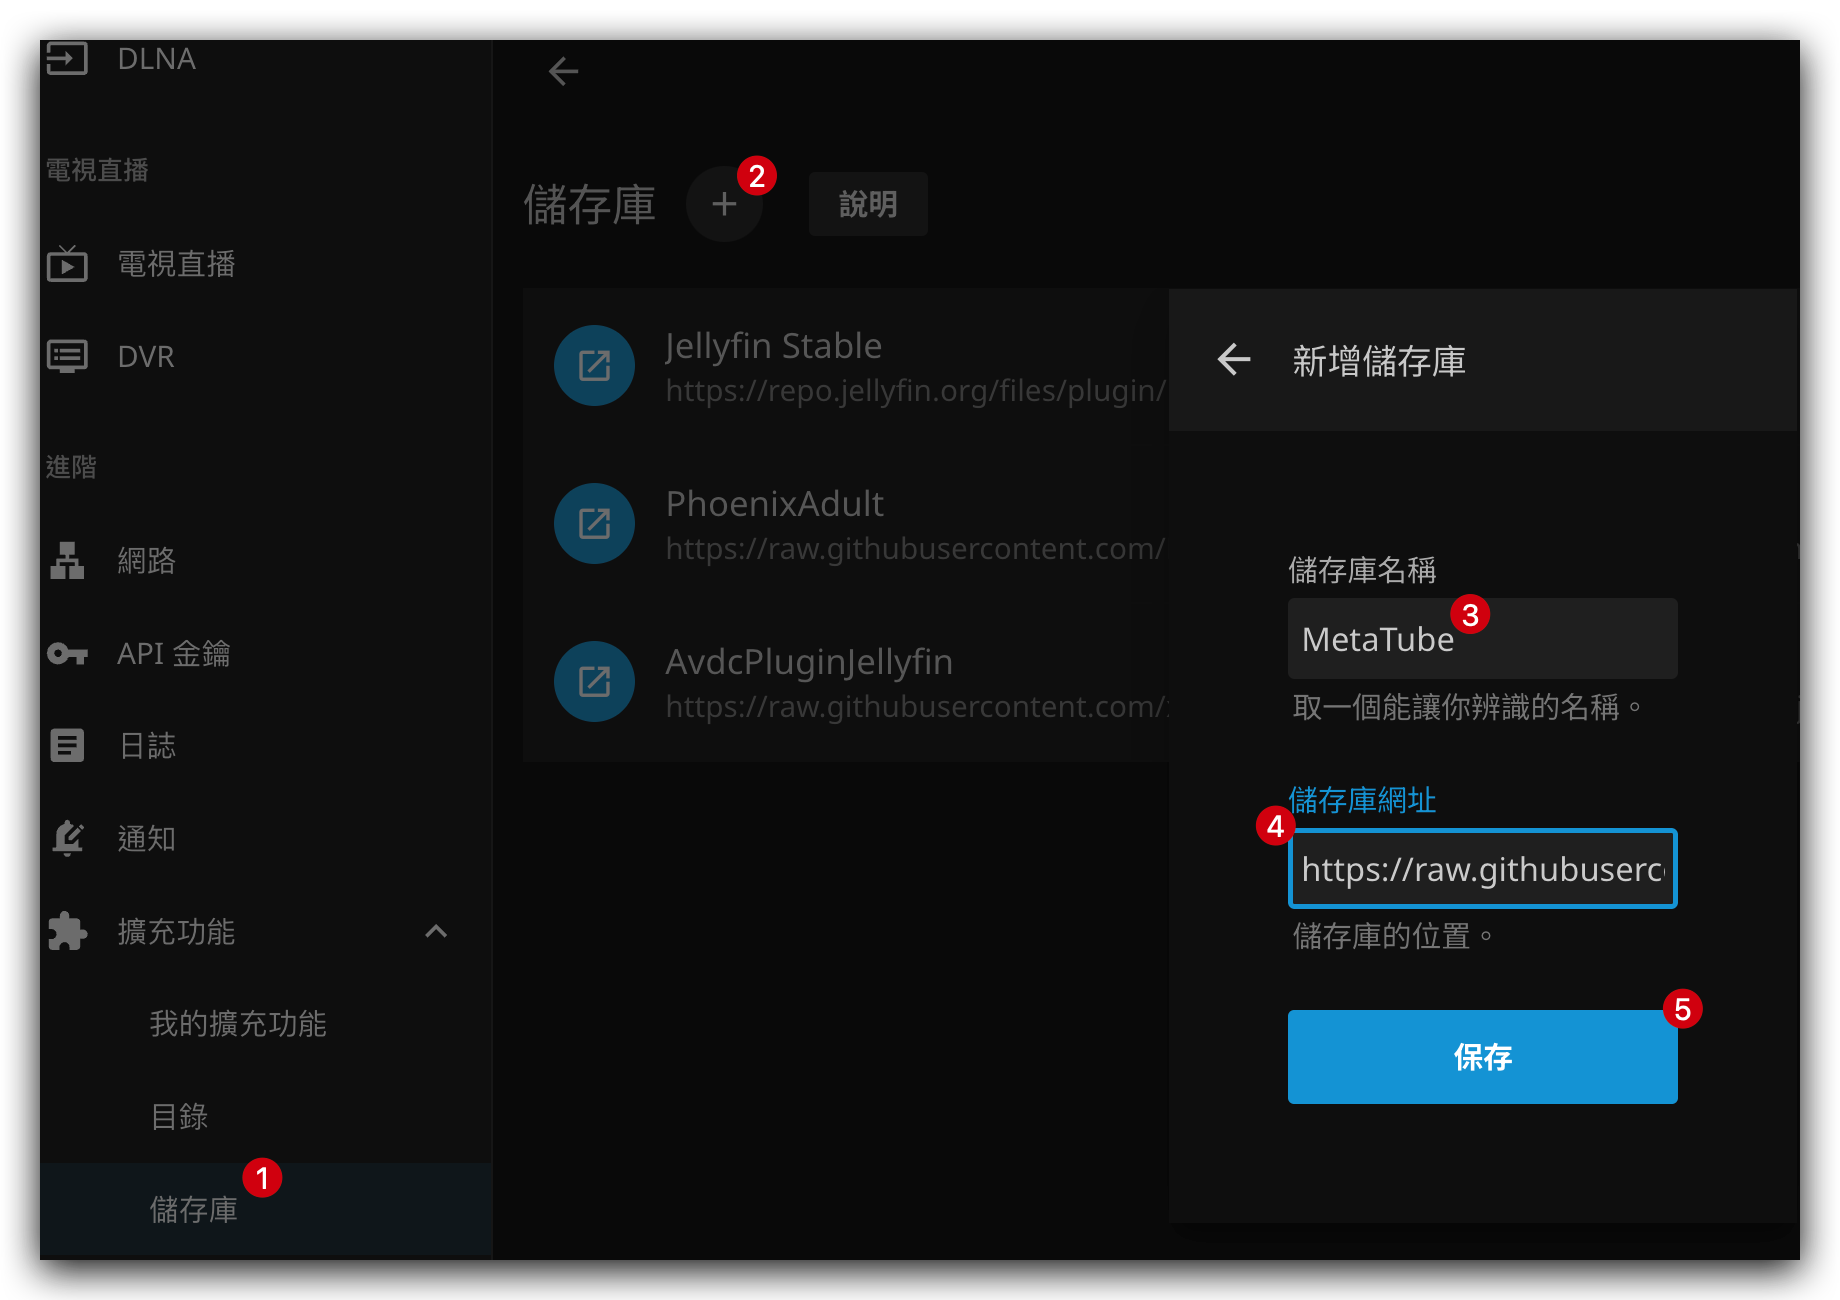 DLNA
電視直播
電視直播
DVR
進階
網路
API 金鑰
日誌
通知
擴充功能
我的擴充功能
目錄
1
儲存庫
儲存庫
2
說明
Jellyfin Stable
https://repo.jellyfin.org/files/plugin/
PhoenixAdult
https://raw.githubusercontent.com/
AvdcPluginJellyfin
https://raw.githubusercontent.com/
新增儲存庫
儲存庫名稱
3
MetaTube
取一個能讓你辨識的名稱。
儲存庫網址
4
https://raw.githubuserc
儲存庫的位置。
5
保存